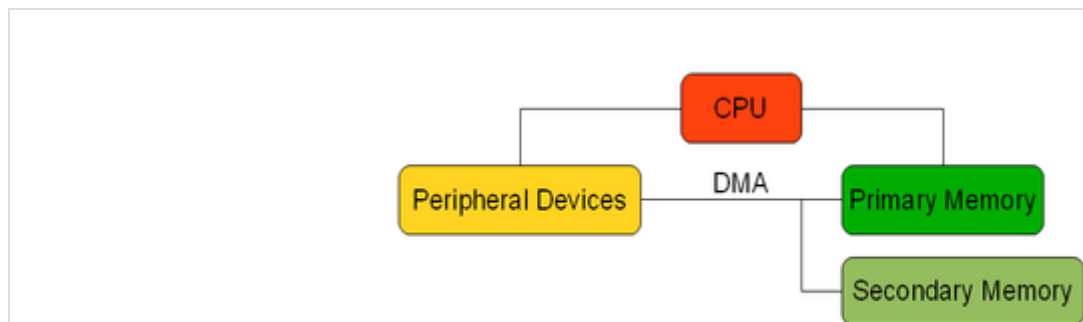 CPU
DMA
Peripheral Devices
Primary Memory
Secondary Memory